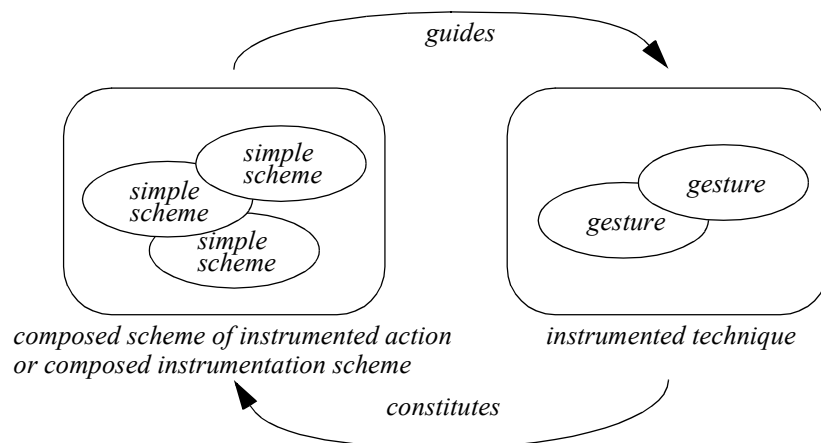 guides
simple
scheme
simple
scheme
simple
scheme
gesture
gesture
composed scheme of instrumented action
or composed instrumentation scheme
instrumented technique
constitutes